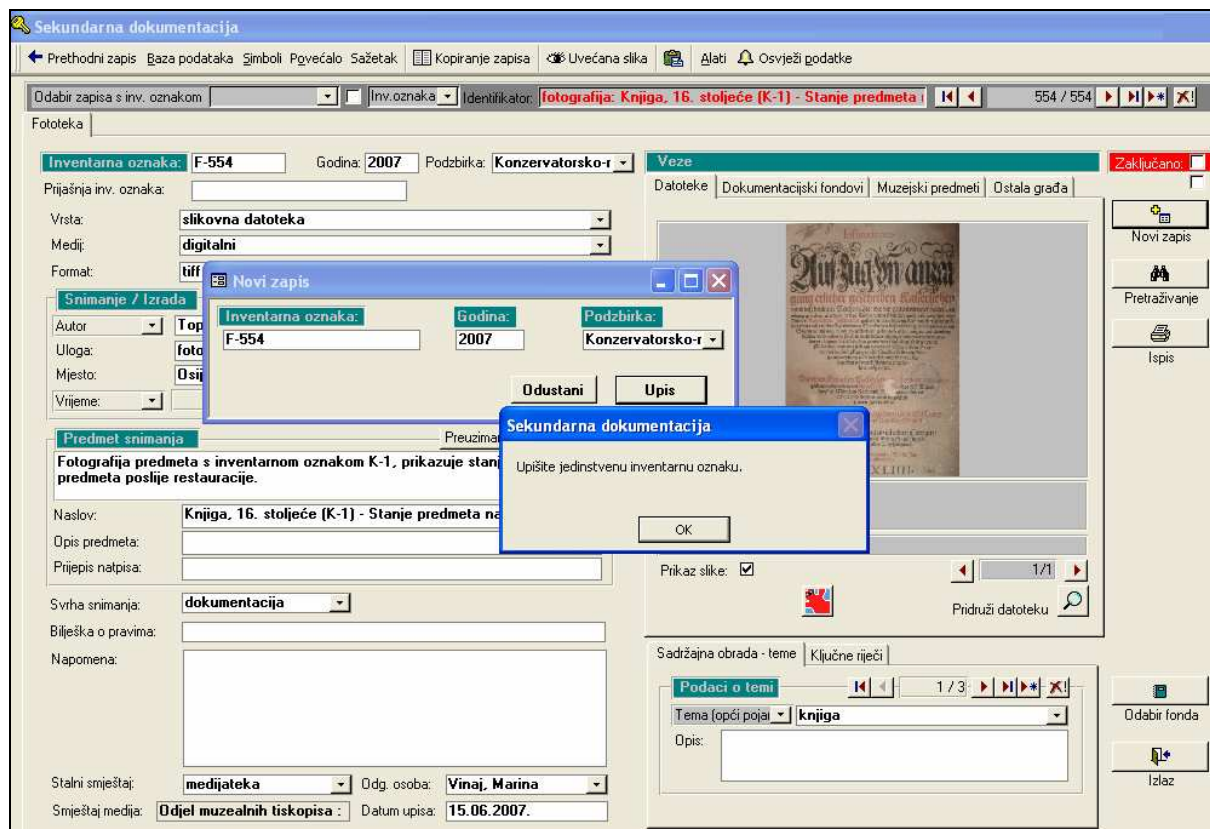 Sekundarna dokumentacija
Prethodni zapis Baza podataka Simboli Povećalo Sažetak Kopiranje zapisa Uvećana slika Alati Osvježi podatke
Odabir zapisa s inv. oznakom Inv.oznaka Identifikator: fotografija: Knjiga, 16. stoljeće (K-1) - Stanje predmeta 554 / 554
Fototeka
Inventarna oznaka: F-554 Godina: 2007 Podzbirka: Konzervatorsko-r
Prijašnja inv. oznaka:
Vrsta: slikovna datoteka
Medij: digitalni
Format: tiff
Snimanje / Izrada
Autor Top
Uloga: foto
Mjesto: Osij
Vrijeme:
Novi zapis
Inventarna oznaka: Godina: Podzbirka:
F-554 2007 Konzervatorsko-r
Odustani Upis
Sekundarna dokumentacija
Upišite jedinstvenu inventarnu oznaku.
OK
Predmet snimanja Preuziman
Fotografija predmeta s inventarnom oznakom K-1, prikazuje stanj
predmeta poslije restauracije.
Naslov: Knjiga, 16. stoljeće (K-1) - Stanje predmeta na
Opis predmeta:
Prijepis natpisa:
Svrha snimanja: dokumentacija
Bilješka o pravima:
Napomena:
Stalni smještaj: medijateka Odg. osoba: Vinaj, Marina
Smještaj medija: Odjel muzealnih tiskopisa : Datum upisa: 15.06.2007.
Veze
Datoteke Dokumentacijski fondovi Muzejski predmeti Ostala građa
Prikaz slike: 1/1
Pridruži datoteku
Sadržajna obrada - teme Ključne riječi
Podaci o temi 1 / 3
Tema (opći pojal knjiga
Opis:
Zaključano:
Novi zapis
Pretraživanje
Ispis
Odabir fonda
Izlaz